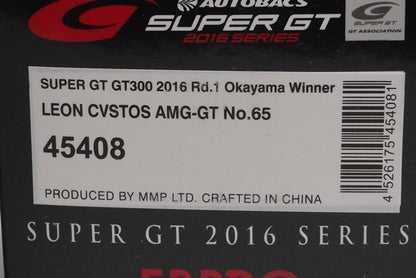 AUTOBACS
SUPER GT
2016 SERIES
SUPER GT
GT ASSOCIATION
SUPER GT GT300 2016 Rd.1 Okayama Winner
LEON CVSTOS AMG-GT No.65
45408
PRODUCED BY MMP LTD. CRAFTED IN CHINA
4 526175 454081
SUPER GT 2016 SERIES
EBBRO